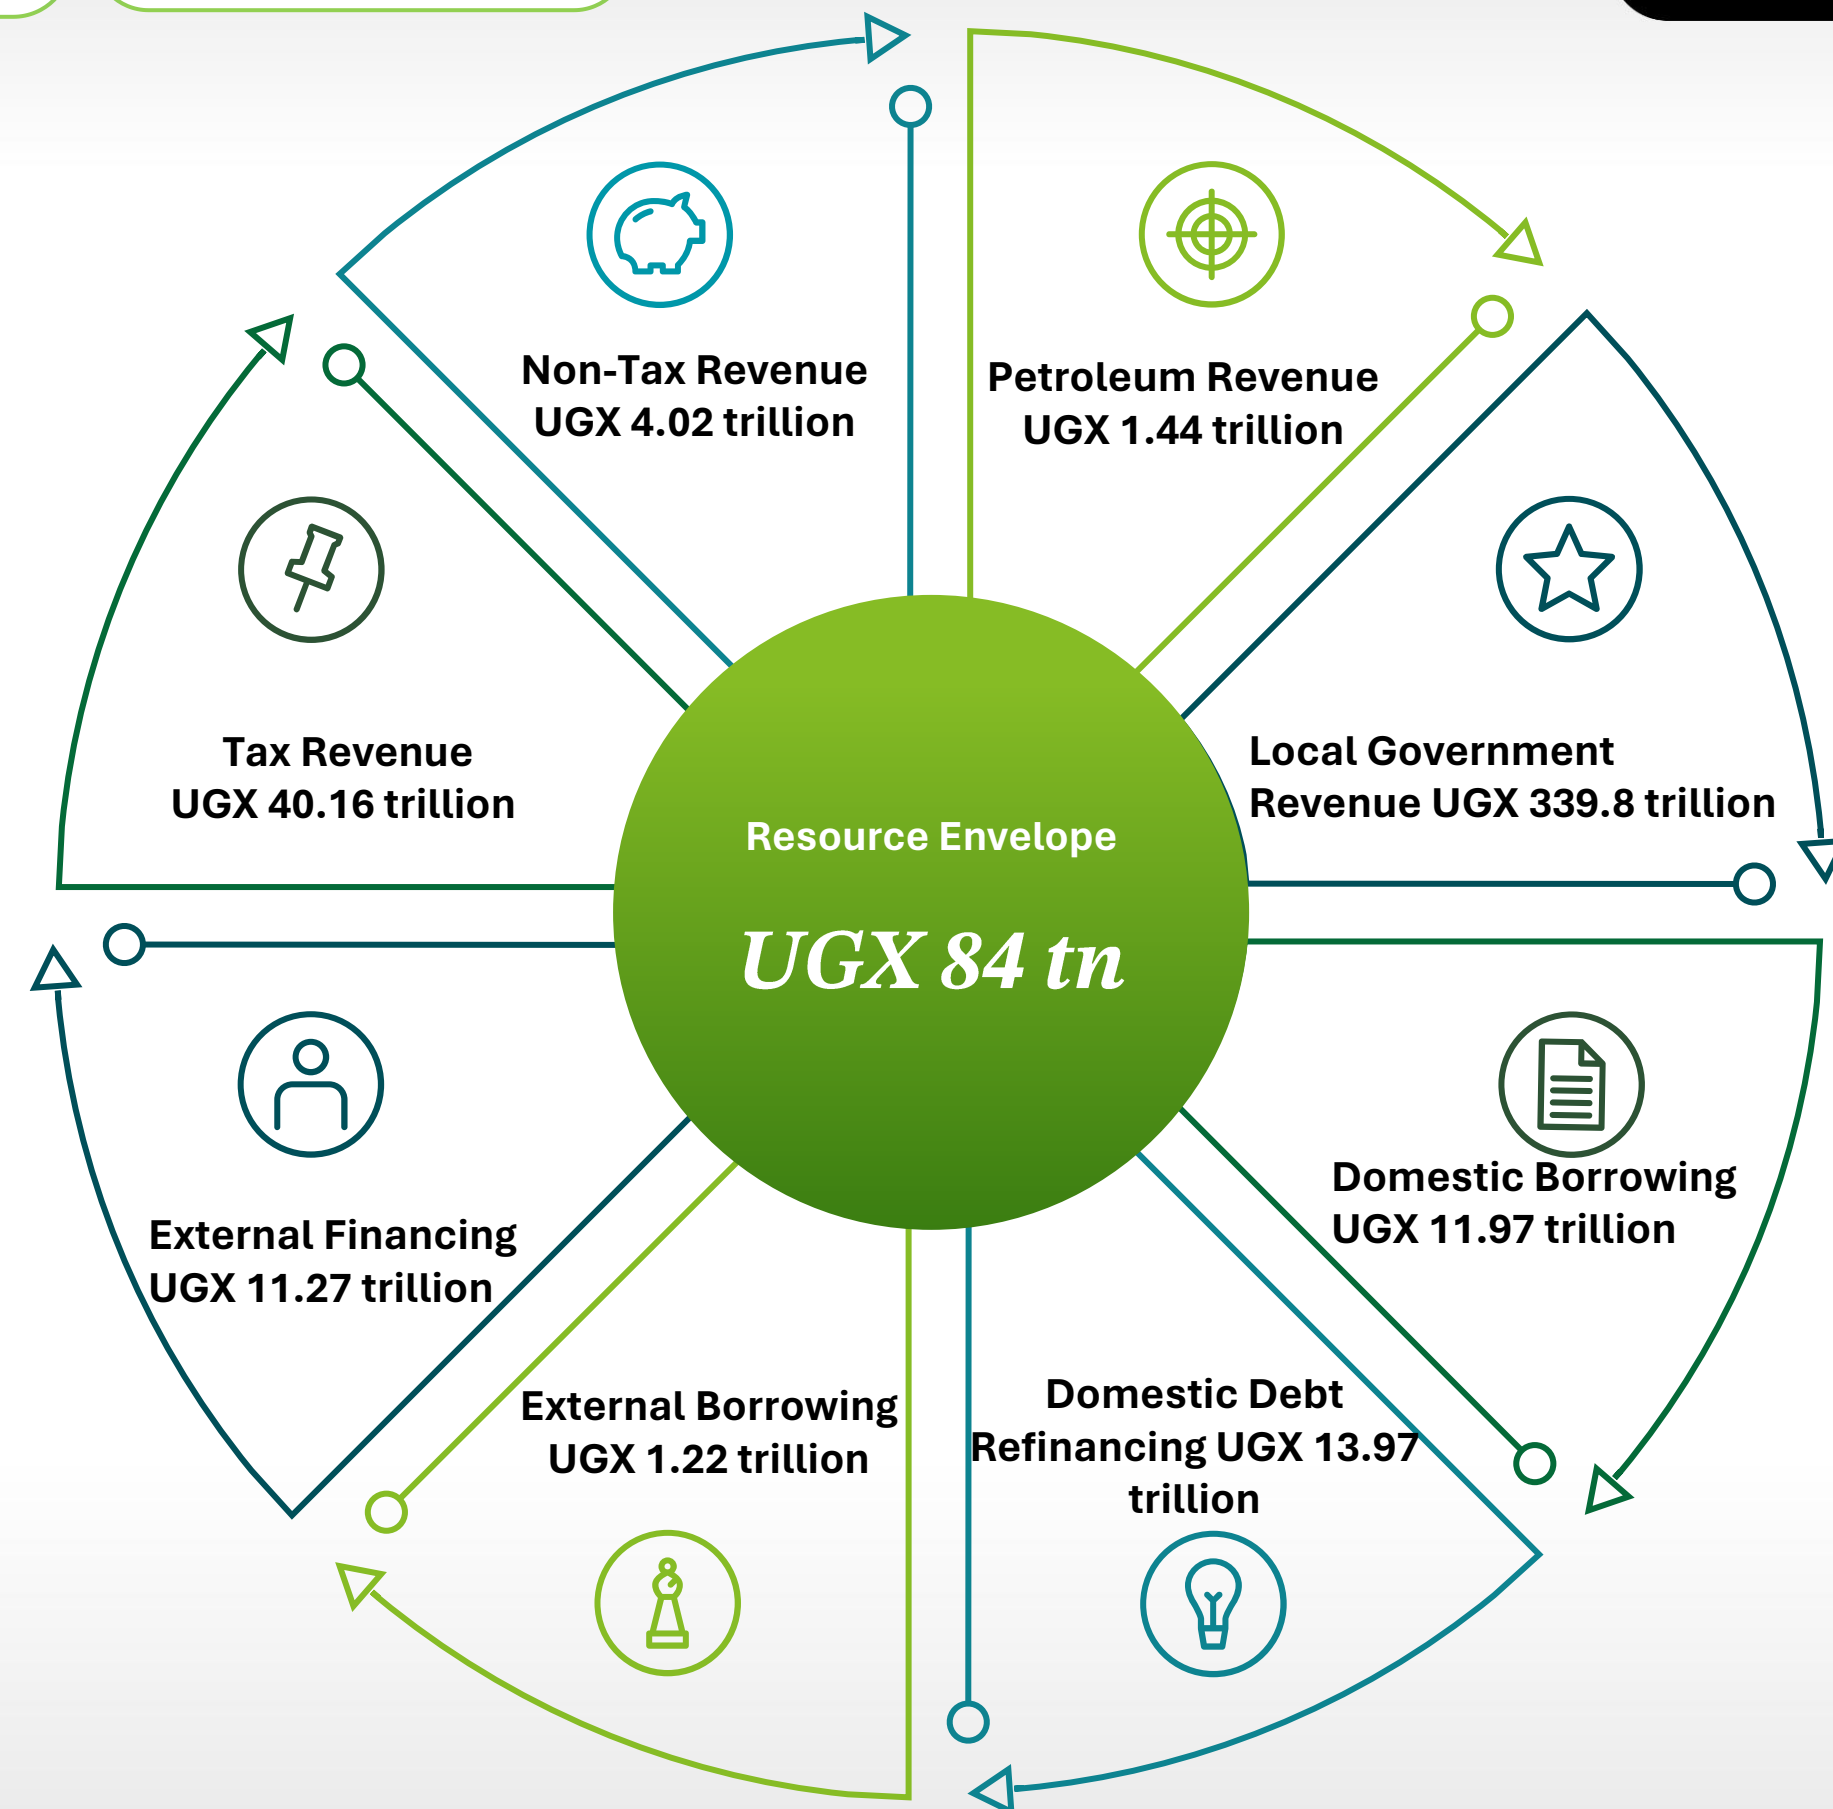 Non-Tax Revenue
UGX 4.02 trillion
Petroleum Revenue
UGX 1.44 trillion
Tax Revenue
UGX 40.16 trillion
Local Government
Revenue UGX 339.8 trillion
Resource Envelope
UGX 84 tn
External Financing
UGX 11.27 trillion
Domestic Borrowing
UGX 11.97 trillion
External Borrowing
UGX 1.22 trillion
Domestic Debt
Refinancing UGX 13.97
trillion